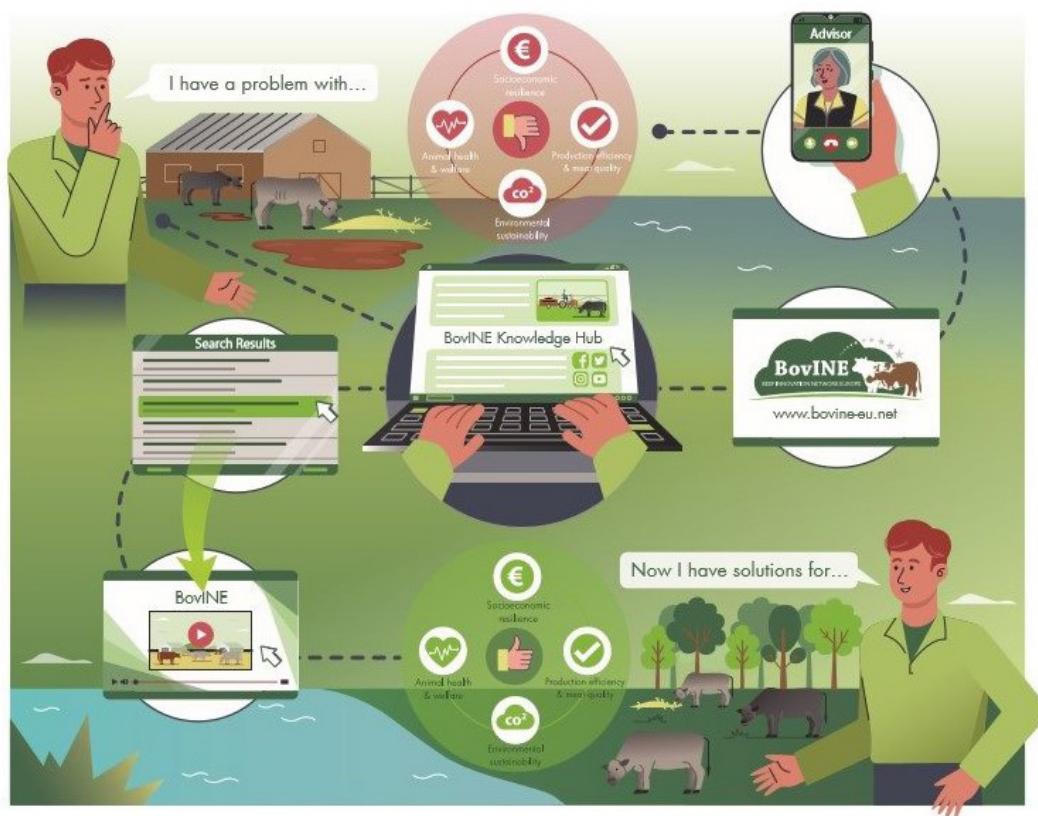 I have a problem with...
€
Socioeconomic
resilience
Animal health
& welfare
Production efficiency
& meat quality
co²
Environmental
sustainability
Advisor
Search Results
BovINE Knowledge Hub
BovINE
BEEF INNOVATION NETWORK EUROPE
www.bovine-eu.net
BovINE
€
Socioeconomic
resilience
Animal health
& welfare
Production efficiency
& meat quality
co²
Environmental
sustainability
Now I have solutions for...